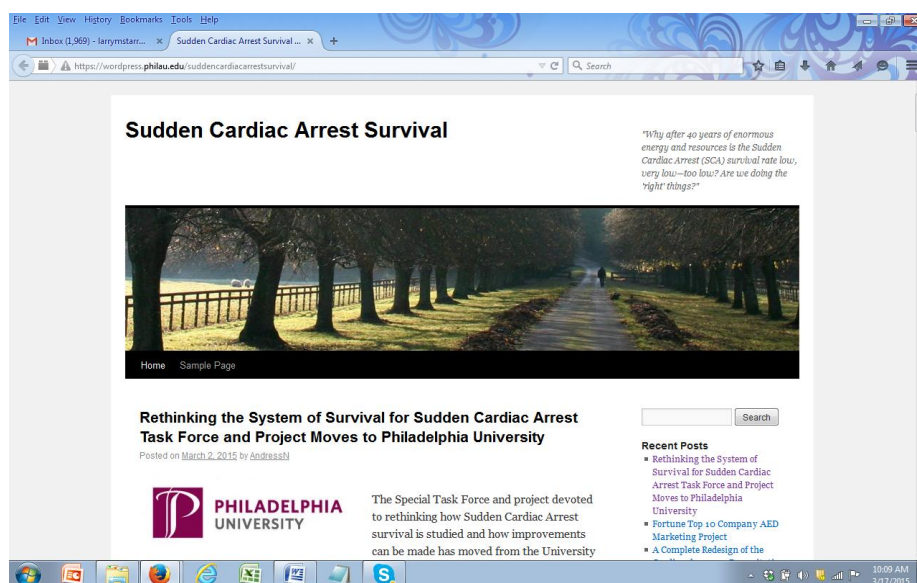 File Edit View History Bookmarks Tools Help
Inbox (1,969) - larrymstarr... × Sudden Cardiac Arrest Survival ... × +
https://wordpress.philau.edu/suddencardiacarrestsurvival/ Search
Sudden Cardiac Arrest Survival
"Why after 40 years of enormous
energy and resources is the Sudden
Cardiac Arrest (SCA) survival rate low,
very low—too low? Are we doing the
'right' things?"
Home Sample Page
Rethinking the System of Survival for Sudden Cardiac Arrest
Task Force and Project Moves to Philadelphia University
Posted on March 2, 2015 by AndressN
PHILADELPHIA
UNIVERSITY
The Special Task Force and project devoted
to rethinking how Sudden Cardiac Arrest
survival is studied and how improvements
can be made has moved from the University
Search
Recent Posts
Rethinking the System of
Survival for Sudden Cardiac
Arrest Task Force and Project
Moves to Philadelphia
University
Fortune Top 10 Company AED
Marketing Project
A Complete Redesign of the
10:09 AM
3/17/2015